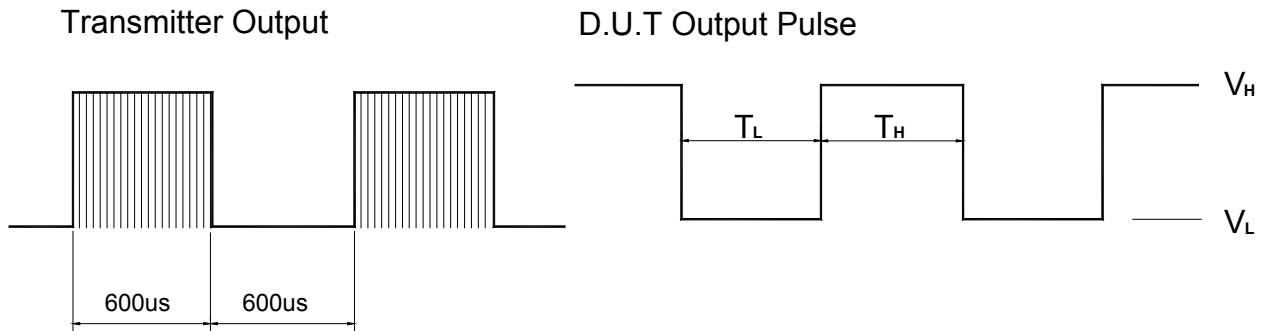 Transmitter Output
D.U.T Output Pulse
VH
TL TH
VL
600us 600us